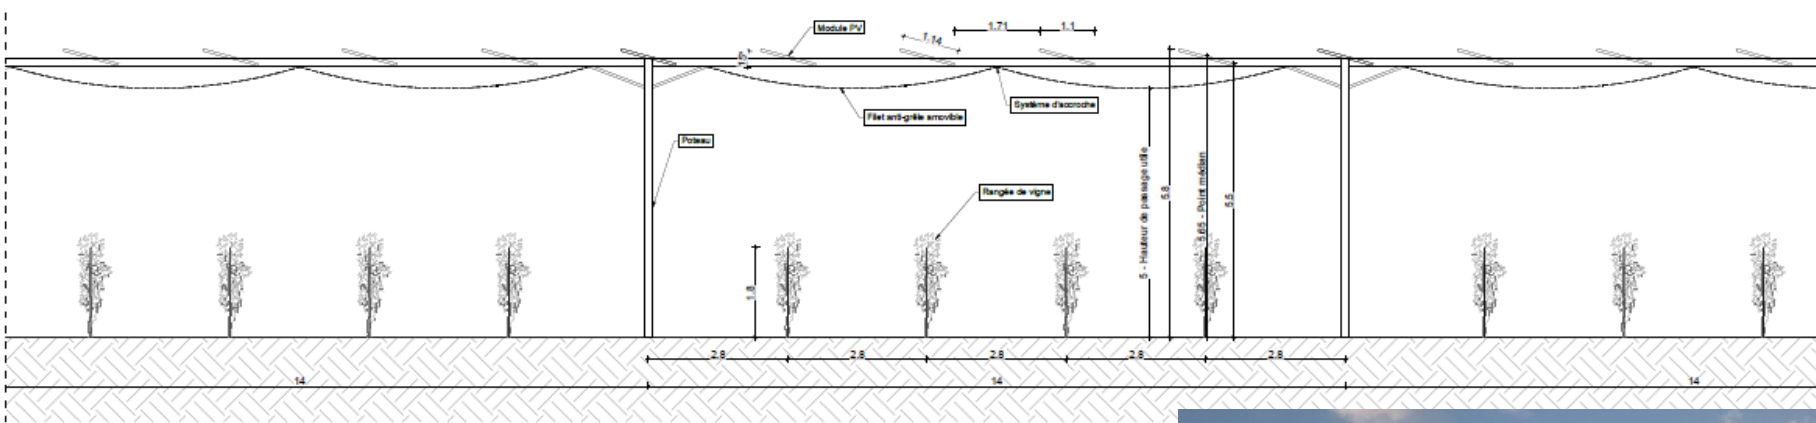 Module PV
1.71
1.1
1.14
15°
Système d'accroche
Filet anti-grêle amovible
Poteau
Rangée de vigne
5 - Hauteur de passage utile
5.8
5.65 - Point médian
5.5
1.8
2.8
2.8
2.8
2.8
2.8
14
14
14